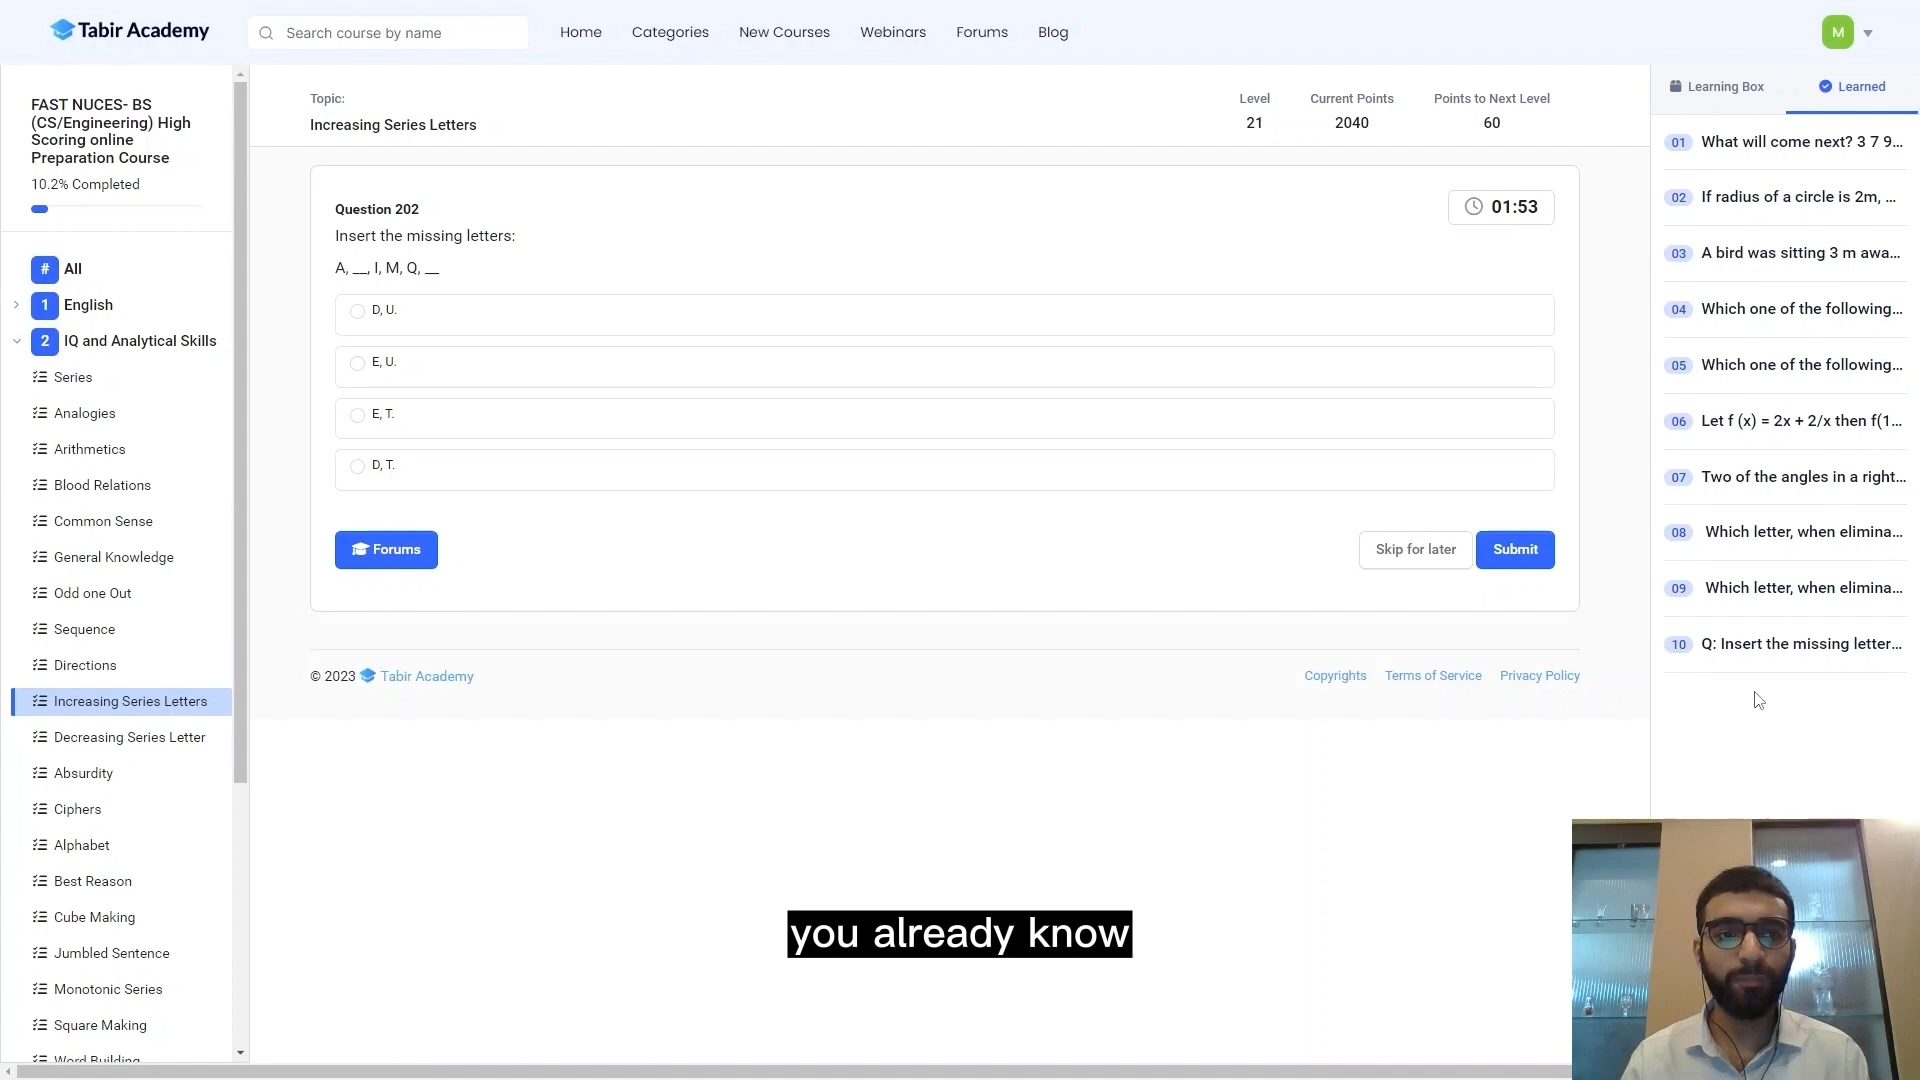 Tabir Academy
Search course by name
Home
Categories
New Courses
Webinars
Forums
Blog
M
FAST NUCES- BS
(CS/Engineering) High
Scoring online
Preparation Course
10.2% Completed
# All
1 English
2 IQ and Analytical Skills
Series
Analogies
Arithmetics
Blood Relations
Common Sense
General Knowledge
Odd one Out
Sequence
Directions
Increasing Series Letters
Decreasing Series Letter
Absurdity
Ciphers
Alphabet
Best Reason
Cube Making
Jumbled Sentence
Monotonic Series
Square Making
Word Building
Topic:
Increasing Series Letters
Level
21
Current Points
2040
Points to Next Level
60
Question 202
01:53
Insert the missing letters:
A, __, I, M, Q, __
D, U.
E, U.
E, T.
D, T.
Forums
Skip for later
Submit
© 2023 Tabir Academy
Copyrights
Terms of Service
Privacy Policy
Learning Box
Learned
01 What will come next? 3 7 9...
02 If radius of a circle is 2m, ...
03 A bird was sitting 3 m awa...
04 Which one of the following...
05 Which one of the following...
06 Let f (x) = 2x + 2/x then f(1...
07 Two of the angles in a right...
08 Which letter, when elimina...
09 Which letter, when elimina...
10 Q: Insert the missing letter...
you already know